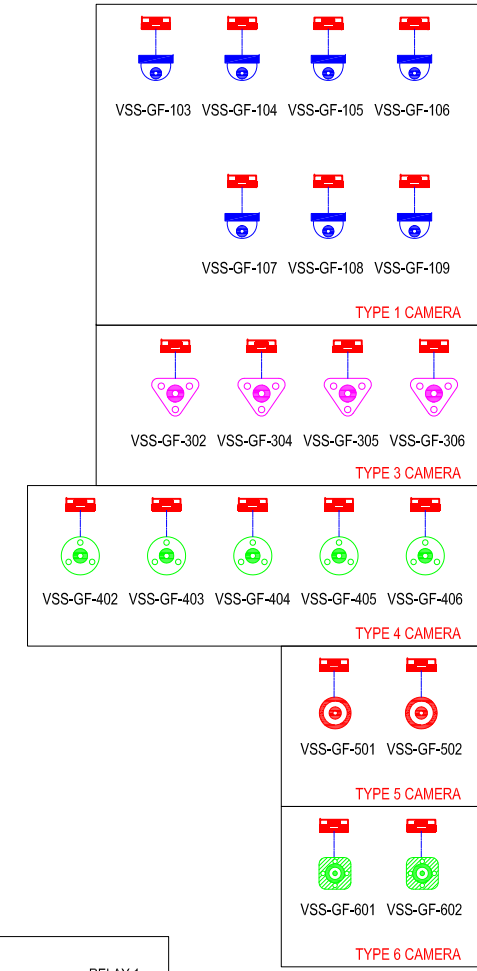 VSS-GF-103 VSS-GF-104 VSS-GF-105 VSS-GF-106
VSS-GF-107 VSS-GF-108 VSS-GF-109
TYPE 1 CAMERA
VSS-GF-302 VSS-GF-304 VSS-GF-305 VSS-GF-306
TYPE 3 CAMERA
VSS-GF-402 VSS-GF-403 VSS-GF-404 VSS-GF-405 VSS-GF-406
TYPE 4 CAMERA
VSS-GF-501 VSS-GF-502
TYPE 5 CAMERA
VSS-GF-601 VSS-GF-602
TYPE 6 CAMERA
RELAY 1